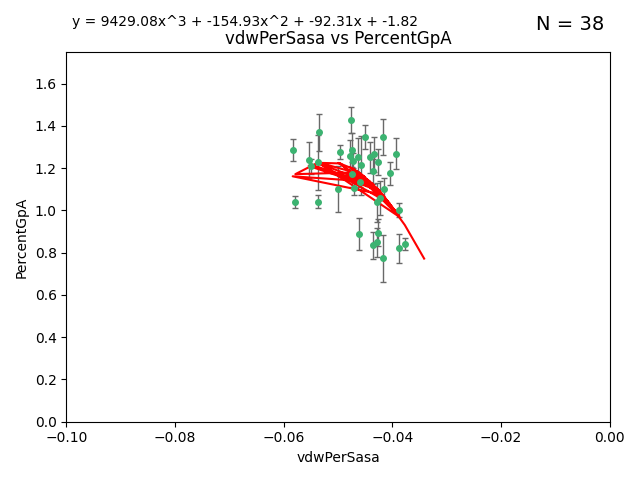 y = 9429.08x^3 + -154.93x^2 + -92.31x + -1.82
N = 38
vdwPerSasa vs PercentGpA
PercentGpA
1.6
1.4
1.2
1.0
0.8
0.6
0.4
0.2
0.0
−0.10 −0.08 −0.06 −0.04 −0.02 0.00
vdwPerSasa